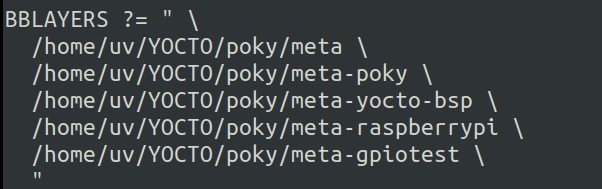 BBLAYERS ?= " \
/home/uv/YOCTO/poky/meta \
/home/uv/YOCTO/poky/meta-poky \
/home/uv/YOCTO/poky/meta-yocto-bsp \
/home/uv/YOCTO/poky/meta-raspberrypi \
/home/uv/YOCTO/poky/meta-gpiotest \
"